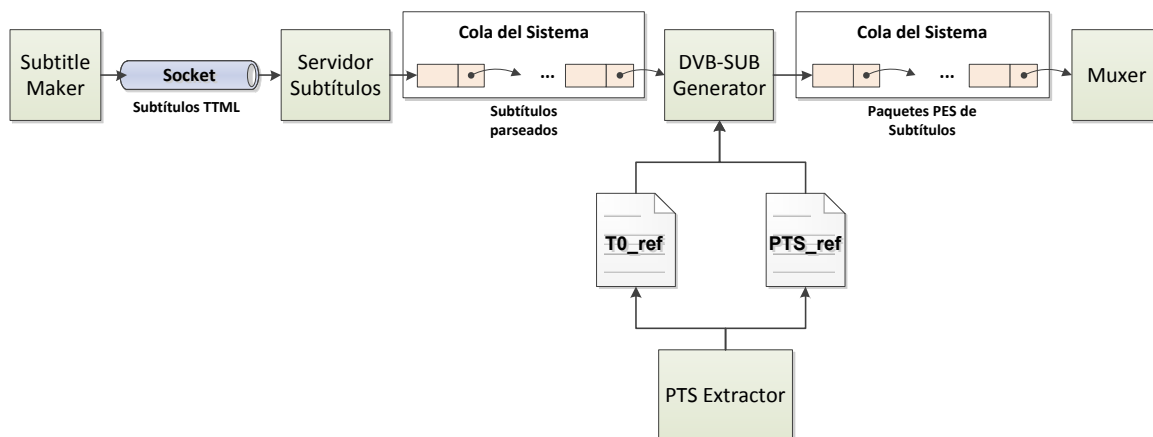 Subtitle
Maker
Socket
Subtítulos TTML
Servidor
Subtítulos
Cola del Sistema
...
Subtítulos
parseados
DVB-SUB
Generator
Cola del Sistema
...
Paquetes PES de
Subtítulos
Muxer
T0_ref
PTS_ref
PTS Extractor